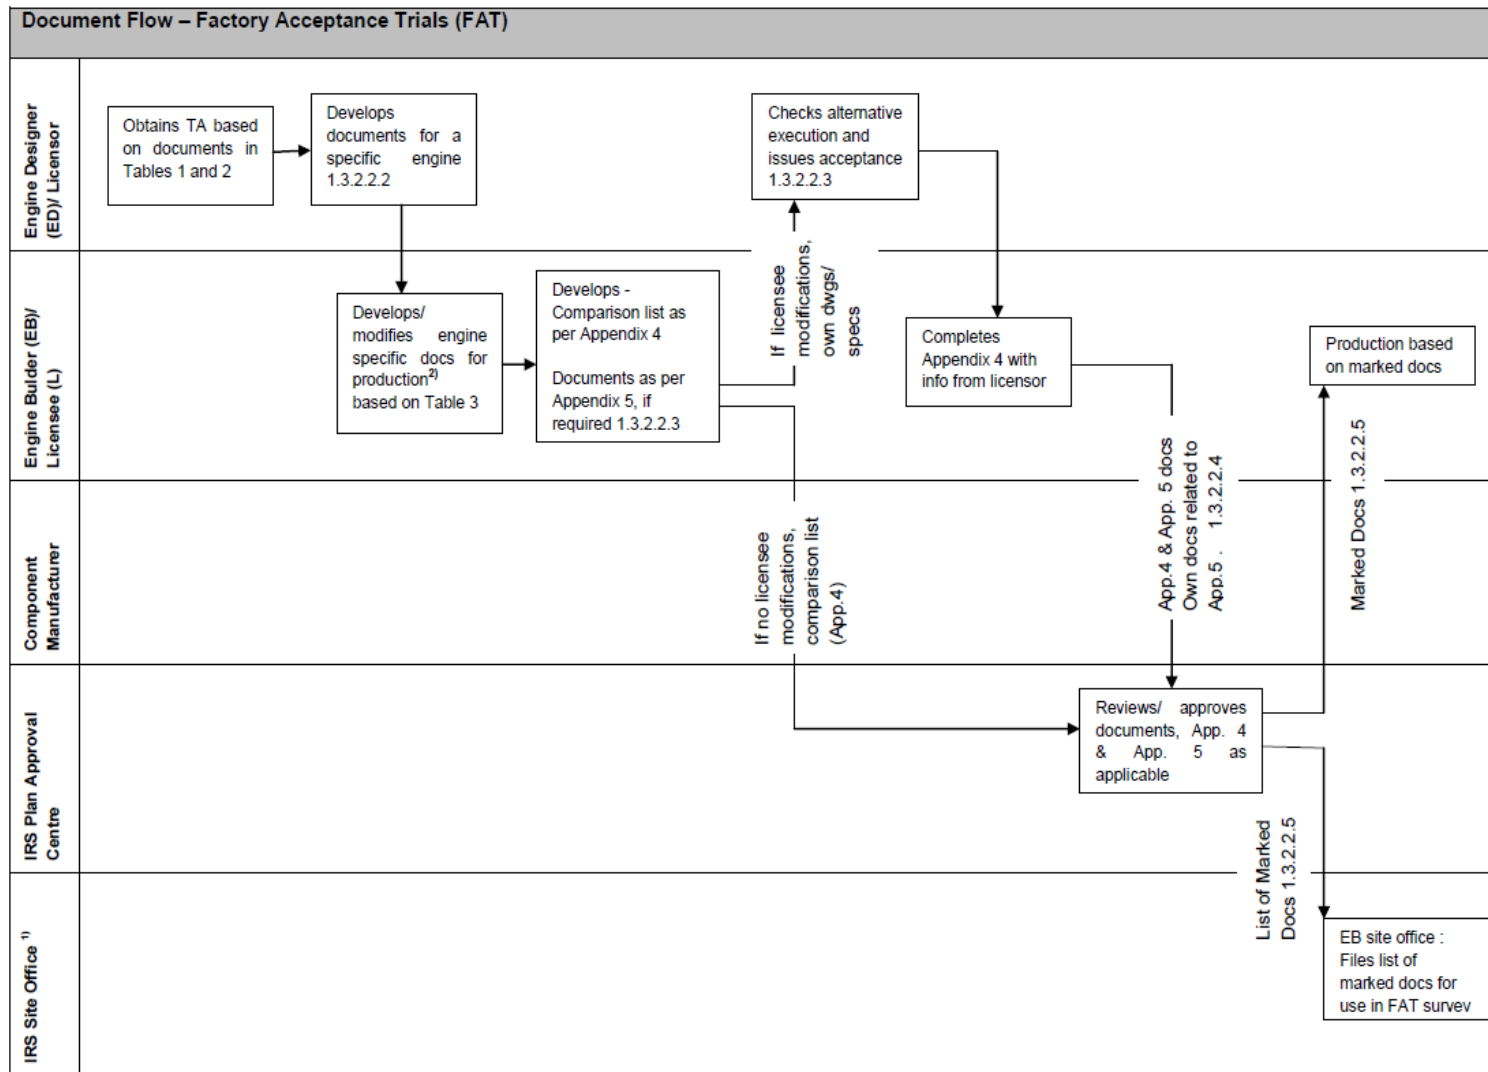 Document Flow – Factory Acceptance Trials (FAT)
Engine Designer
(ED)/ Licensor
Obtains TA based
on documents in
Tables 1 and 2
Develops
documents for a
specific engine
1.3.2.2.2
Checks alternative
execution and
issues acceptance
1.3.2.2.3
If licensee
modifications,
own dwgs/
specs
Engine Builder (EB)/
Licensee (L)
Develops/
modifies engine
specific docs for
production2)
based on Table 3
Develops -
Comparison list as
per Appendix 4
Documents as per
Appendix 5, if
required 1.3.2.2.3
Completes
Appendix 4 with
info from licensor
Production based
on marked docs
Component
Manufacturer
If no licensee
modifications,
comparison list
(App.4)
App.4 & App. 5 docs
Own docs related to
App.5 . 1.3.2.2.4
Marked Docs 1.3.2.2.5
IRS Plan Approval
Centre
Reviews/ approves
documents, App. 4
& App. 5 as
applicable
List of Marked
Docs 1.3.2.2.5
IRS Site Office 1)
EB site office :
Files list of
marked docs for
use in FAT survey